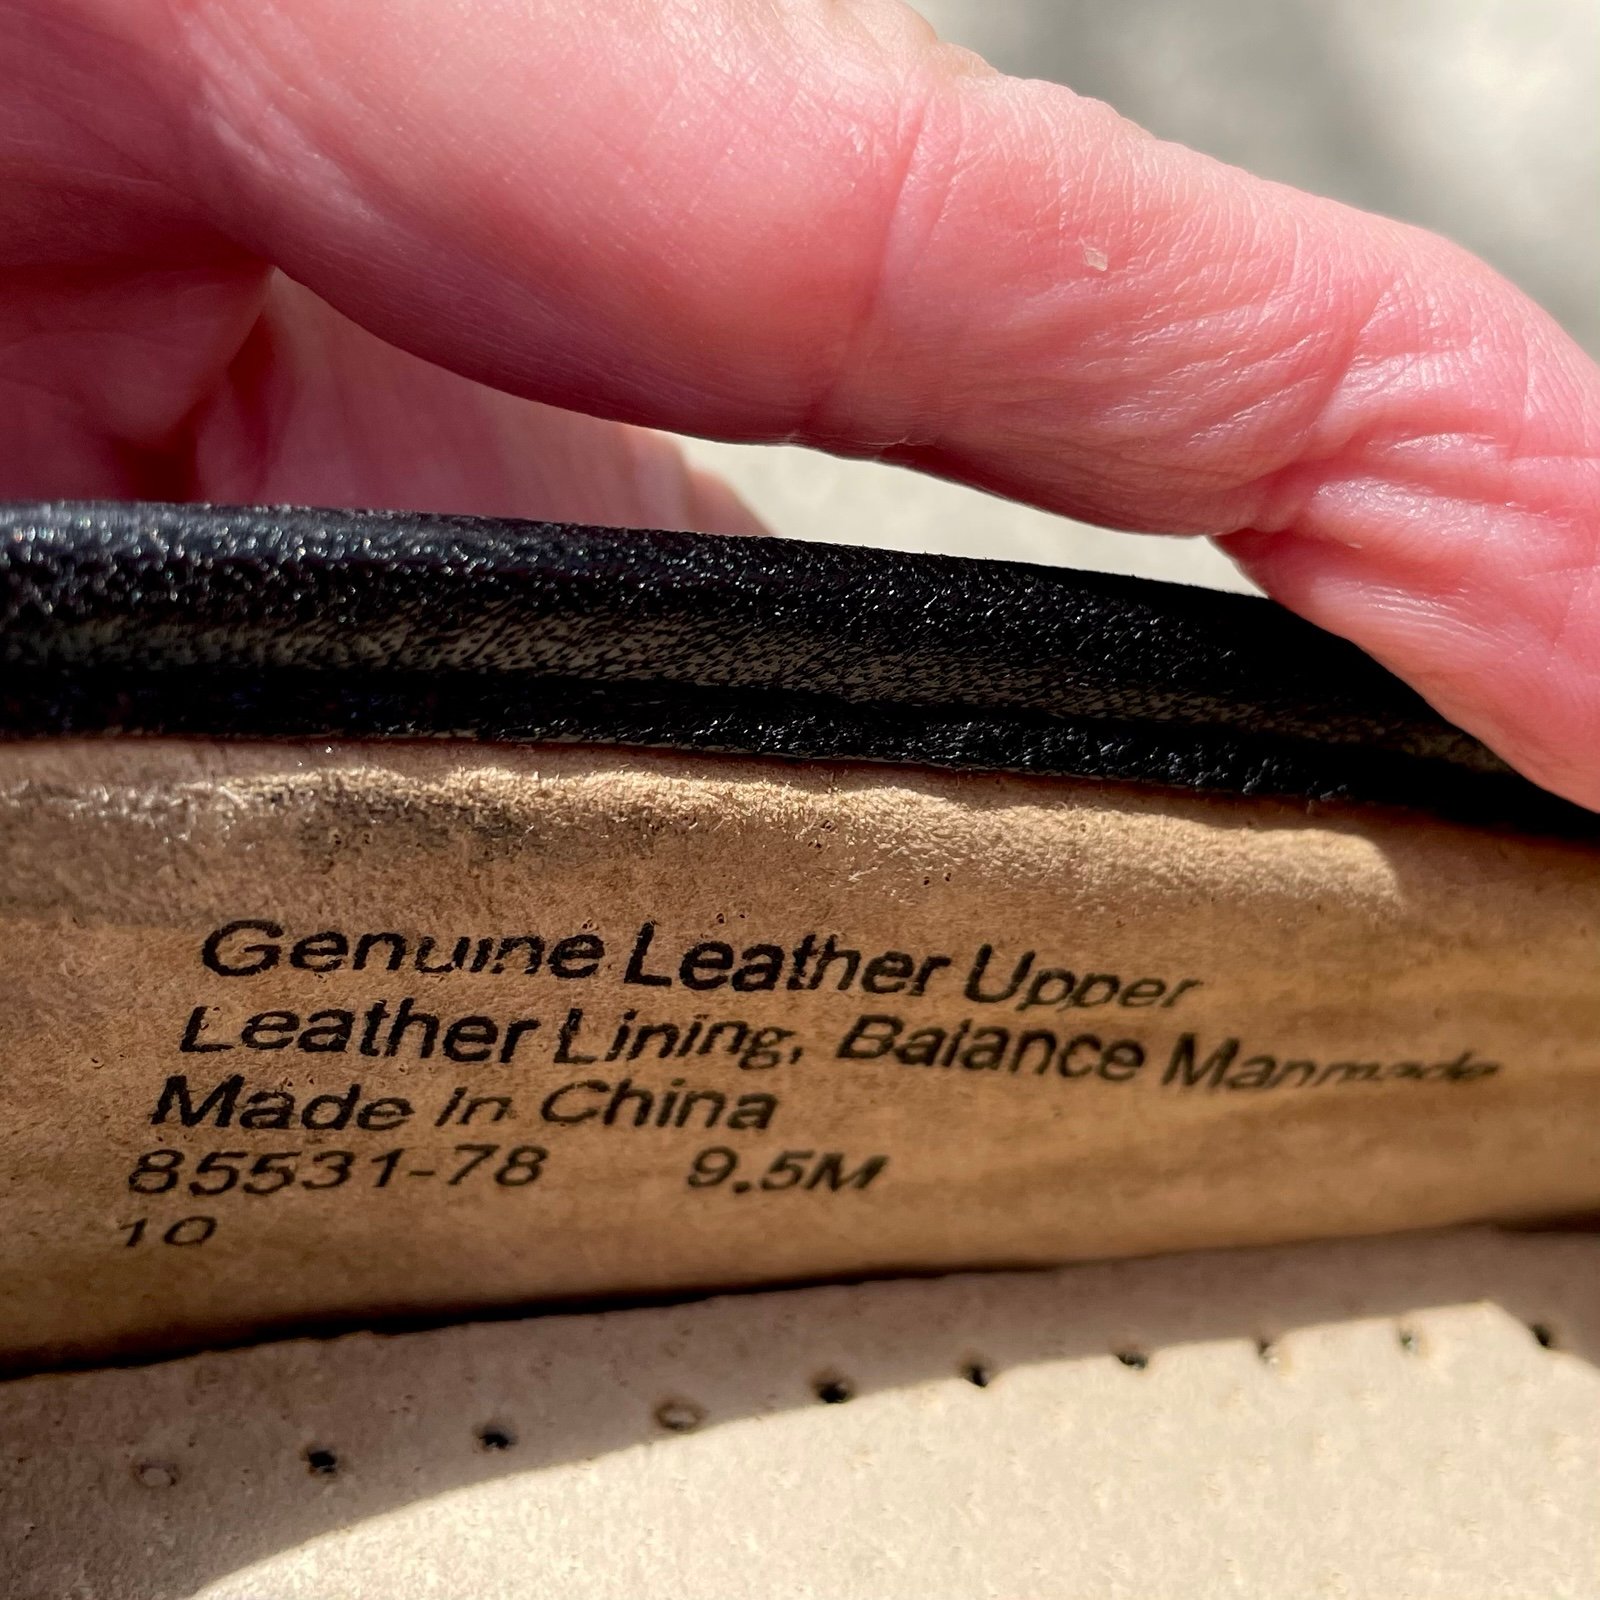 Genuine Leather Upper
Leather Lining, Balance Manmade
Made in China
85531-78 9.5M
10